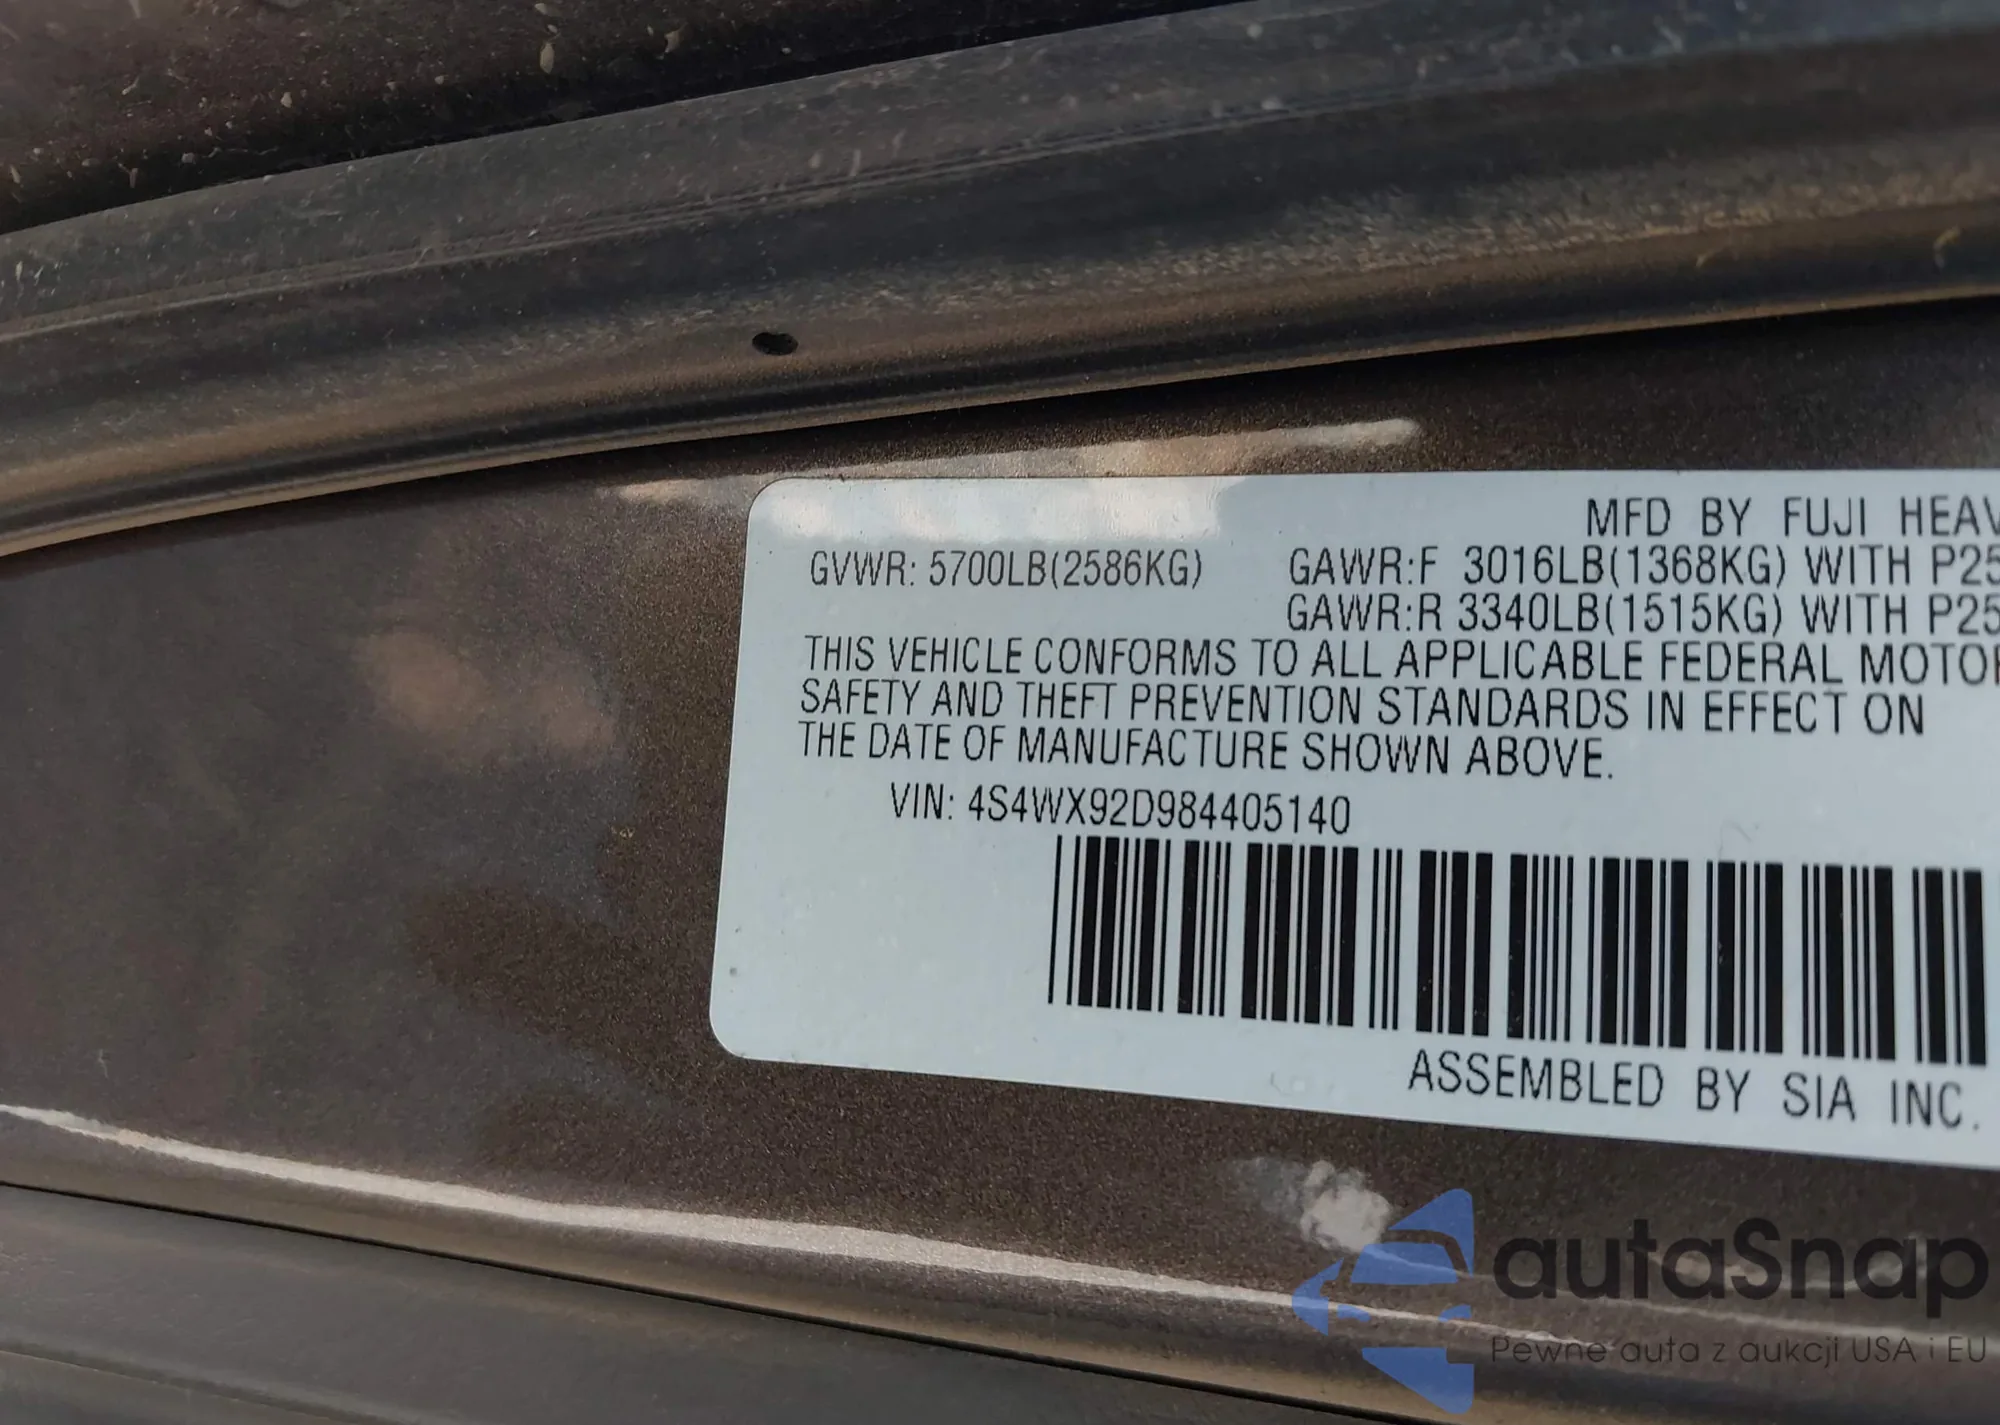 MFD BY FUJI HEAV
GVWR: 5700LB(2586KG) GAWR:F 3016LB(1368KG) WITH P25
GAWR:R 3340LB(1515KG) WITH P25
THIS VEHICLE CONFORMS TO ALL APPLICABLE FEDERAL MOTOR
SAFETY AND THEFT PREVENTION STANDARDS IN EFFECT ON
THE DATE OF MANUFACTURE SHOWN ABOVE.
VIN: 4S4WX92D984405140
ASSEMBLED BY SIA INC.
autaSnap
Pewne auta z aukcji USA i EU